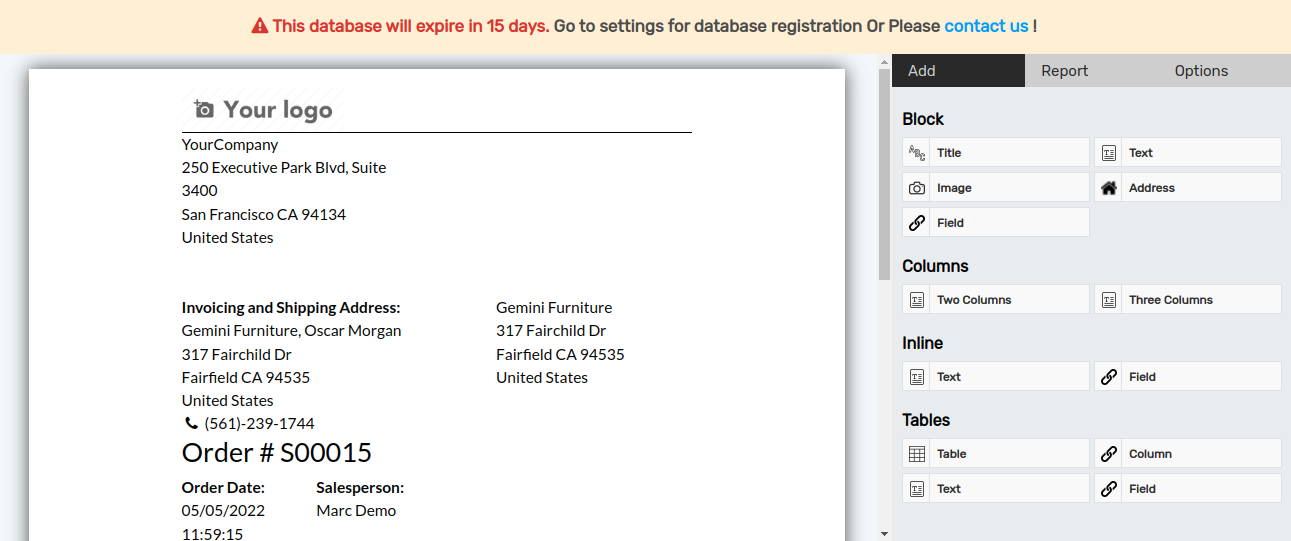 This database will expire in 15 days. Go to settings for database registration Or Please contact us !
Your logo
YourCompany
250 Executive Park Blvd, Suite
3400
San Francisco CA 94134
United States
Invoicing and Shipping Address:
Gemini Furniture, Oscar Morgan
317 Fairchild Dr
Fairfield CA 94535
United States
(561)-239-1744
Gemini Furniture
317 Fairchild Dr
Fairfield CA 94535
United States
Order # S00015
Order Date:
05/05/2022
11:59:15
Salesperson:
Marc Demo
Add
Report
Options
Block
ABC
Title
Text
Image
Address
Field
Columns
Two Columns
Three Columns
Inline
Text
Field
Tables
Table
Column
Text
Field